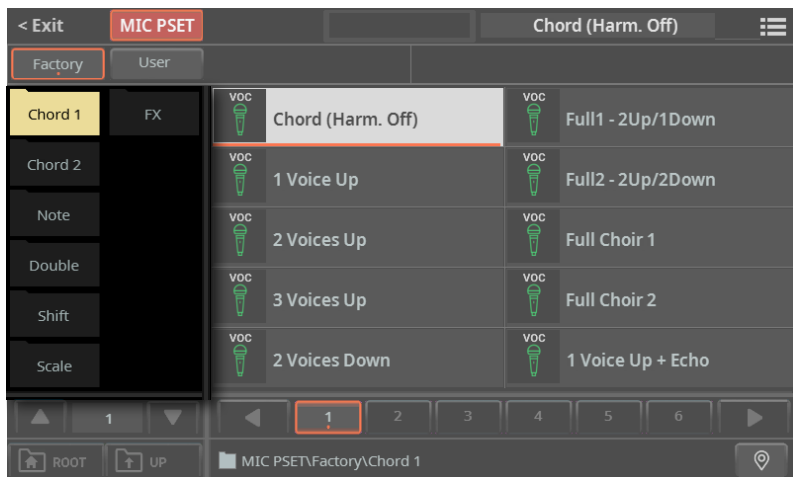 < Exit MIC PSET Chord (Harm. Off)
Factory User
Chord 1 FX
Chord 2
Note
Double
Shift
Scale
VOC Chord (Harm. Off) VOC Full1 - 2Up/1Down
VOC 1 Voice Up VOC Full2 - 2Up/2Down
VOC 2 Voices Up VOC Full Choir 1
VOC 3 Voices Up VOC Full Choir 2
VOC 2 Voices Down VOC 1 Voice Up + Echo
1 1 2 3 4 5 6
ROOT UP MIC PSET\Factory\Chord 1